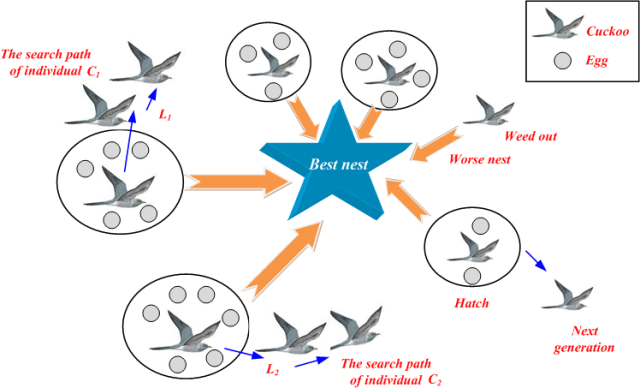 The search path
of individual C1
L1
Cuckoo
Egg
Best nest
Weed out
Worse nest
Hatch
Next
generation
L2
The search path
of individual C2